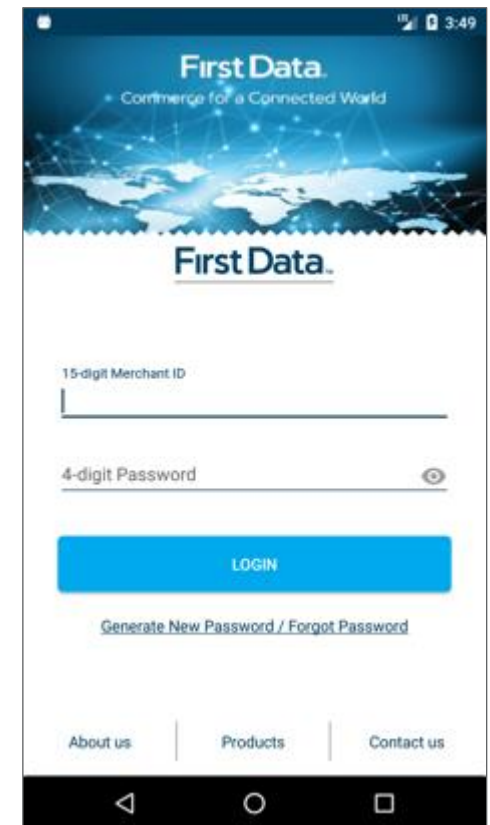 3:49
First Data.
Commerce for a Connected World
First Data
15-digit Merchant ID
4-digit Password
LOGIN
Generate New Password / Forgot Password
About us Products Contact us